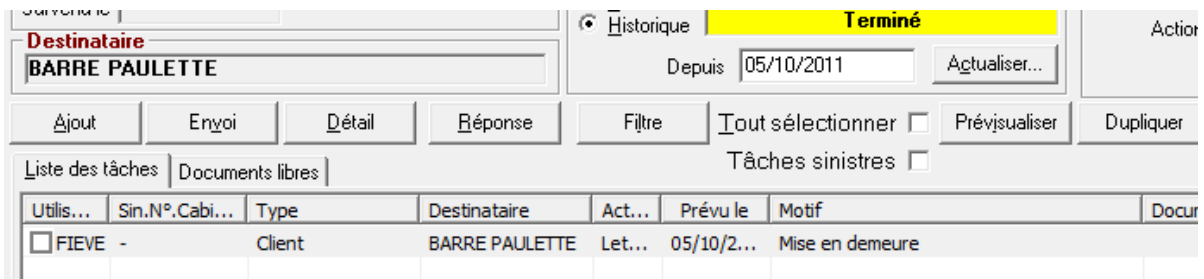 Historique Terminé Action
Destinataire
BARRE PAULETTE
Depuis 05/10/2011 Actualiser...
Ajout Envoi Détail Réponse Filtre Tout sélectionner Prévisualiser Dupliquer
Tâches sinistres
Liste des tâches Documents libres
Utilis... Sin.N°.Cabi... Type Destinataire Act... Prévu le Motif Docum
FIEVE - Client BARRE PAULETTE Let... 05/10/2... Mise en demeure